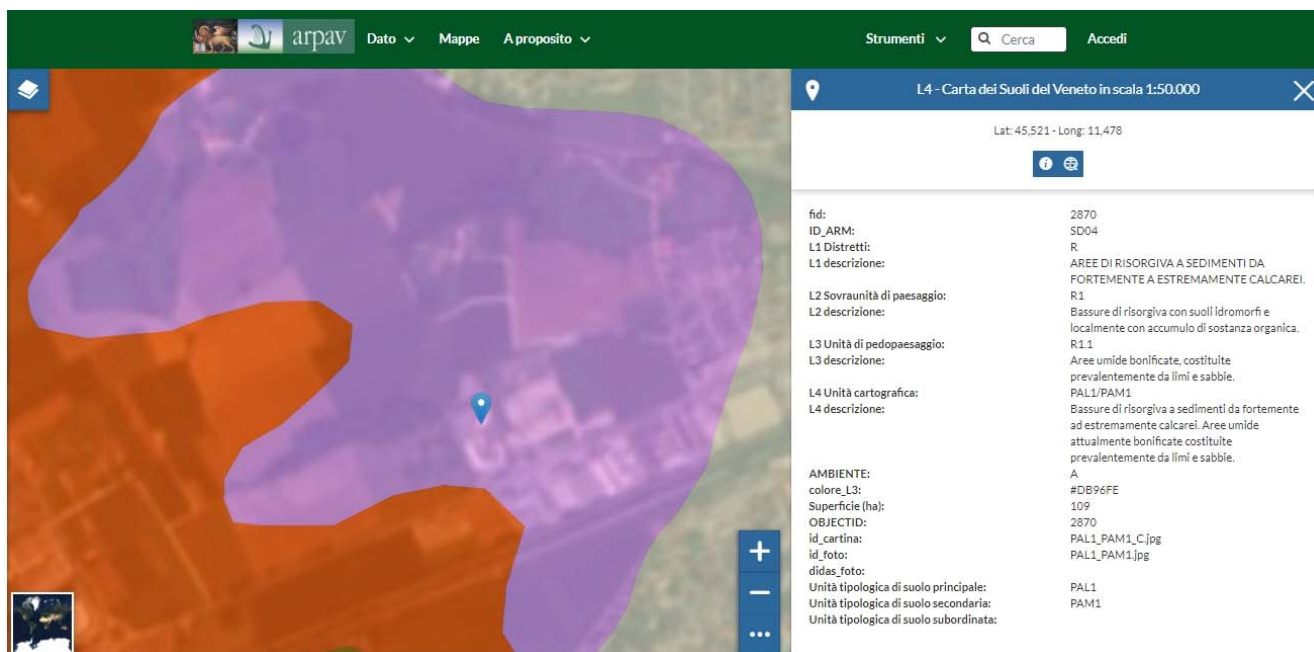 arpav Dato Mappe A proposito Strumenti Cerca Accedi
L4 - Carta dei Suoli del Veneto in scala 1:50.000
Lat: 45,521 - Long: 11,478
fid: 2870
ID_ARM: SD04
L1 Distretti: R
L1 descrizione: AREE DI RISORGIVA A SEDIMENTI DA
FORTEMENTE A ESTREMAMENTE CALCAREI.
L2 Sovraunità di paesaggio: R1
L2 descrizione: Bassure di risorgiva con suoli idromorfi e
localmente con accumulo di sostanza organica.
L3 Unità di pedopaesaggio: R1.1
L3 descrizione: Aree umide bonificate, costituite
prevalentemente da limi e sabbie.
L4 Unità cartografica: PAL1/PAM1
L4 descrizione: Bassure di risorgiva a sedimenti da fortemente
ad estremamente calcarei. Aree umide
attualmente bonificate costituite
prevalentemente da limi e sabbie.
AMBIENTE: A
colore_L3: #DB96FE
Superficie (ha): 109
OBJECTID: 2870
id_cartina: PAL1_PAM1_C.jpg
id_foto: PAL1_PAM1.jpg
didas_foto:
Unità tipologica di suolo principale: PAL1
Unità tipologica di suolo secondaria: PAM1
Unità tipologica di suolo subordinata: